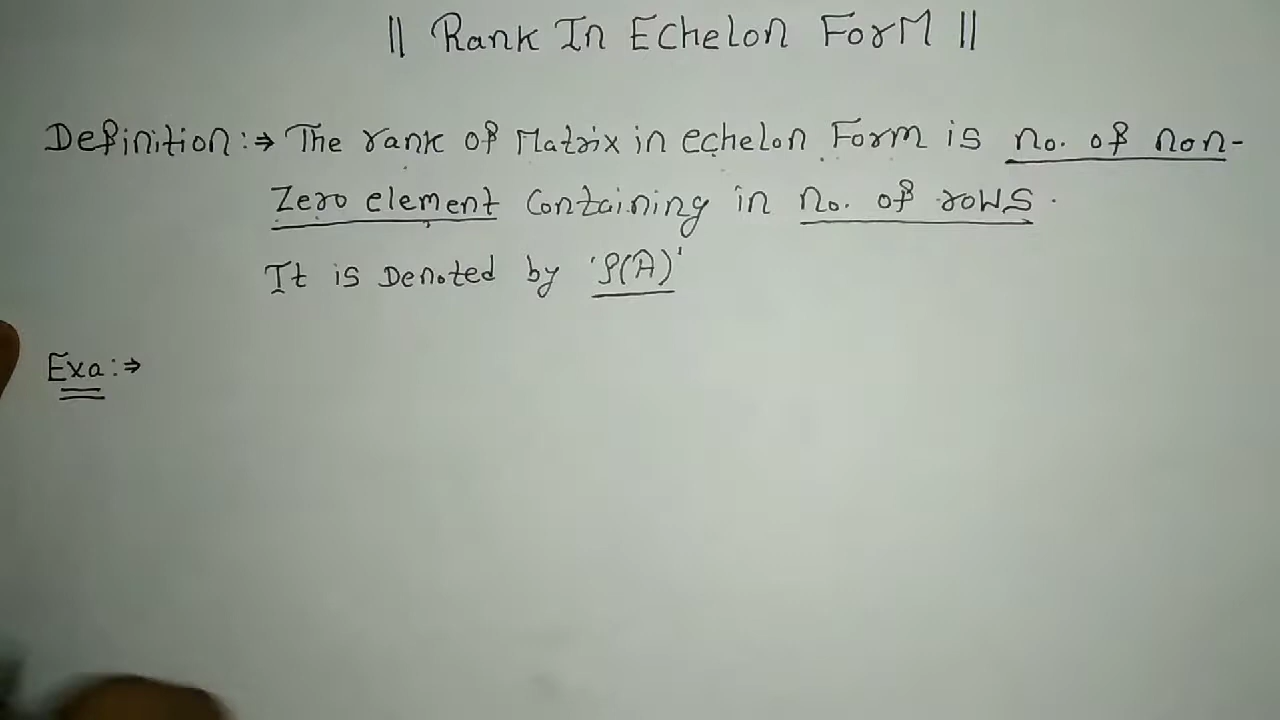 || Rank In Echelon Form ||
Definition :⇒ The rank of Matrix in echelon Form is no. of non-
Zero element Containing in no. of rows.
It is Denoted by 'ρ(A)'
Exa :⇒